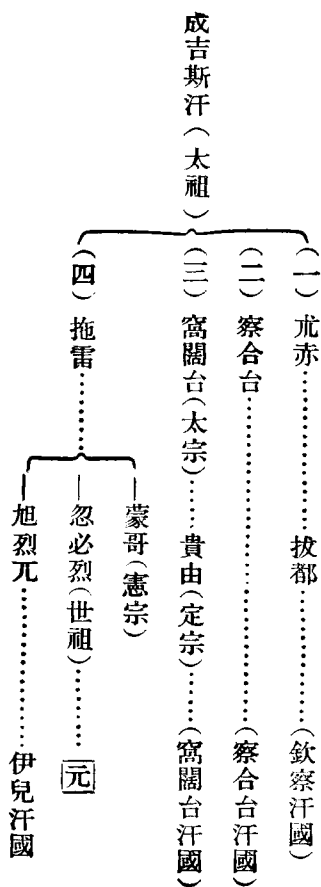 成吉斯汗（太祖）
（一）朮赤………拔都………（欽察汗國）
（二）察合台………（察合台汗國）
（三）窩闊台（太宗）……貴由（定宗）……（窩闊台汗國）
（四）拖雷………
蒙哥（憲宗）
忽必烈（世祖）………元
旭烈兀………伊兒汗國